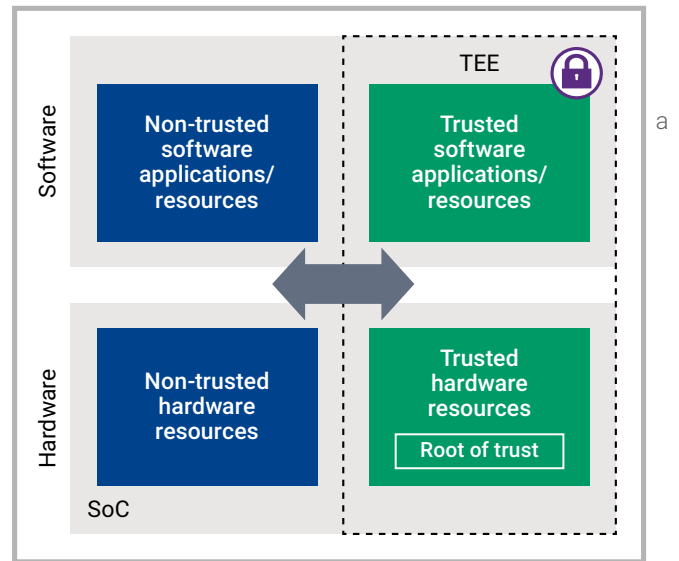 TEE
Software
Non-trusted
software
applications/
resources
Trusted
software
applications/
resources
a
Hardware
Non-trusted
hardware
resources
Trusted
hardware
resources
Root of trust
SoC